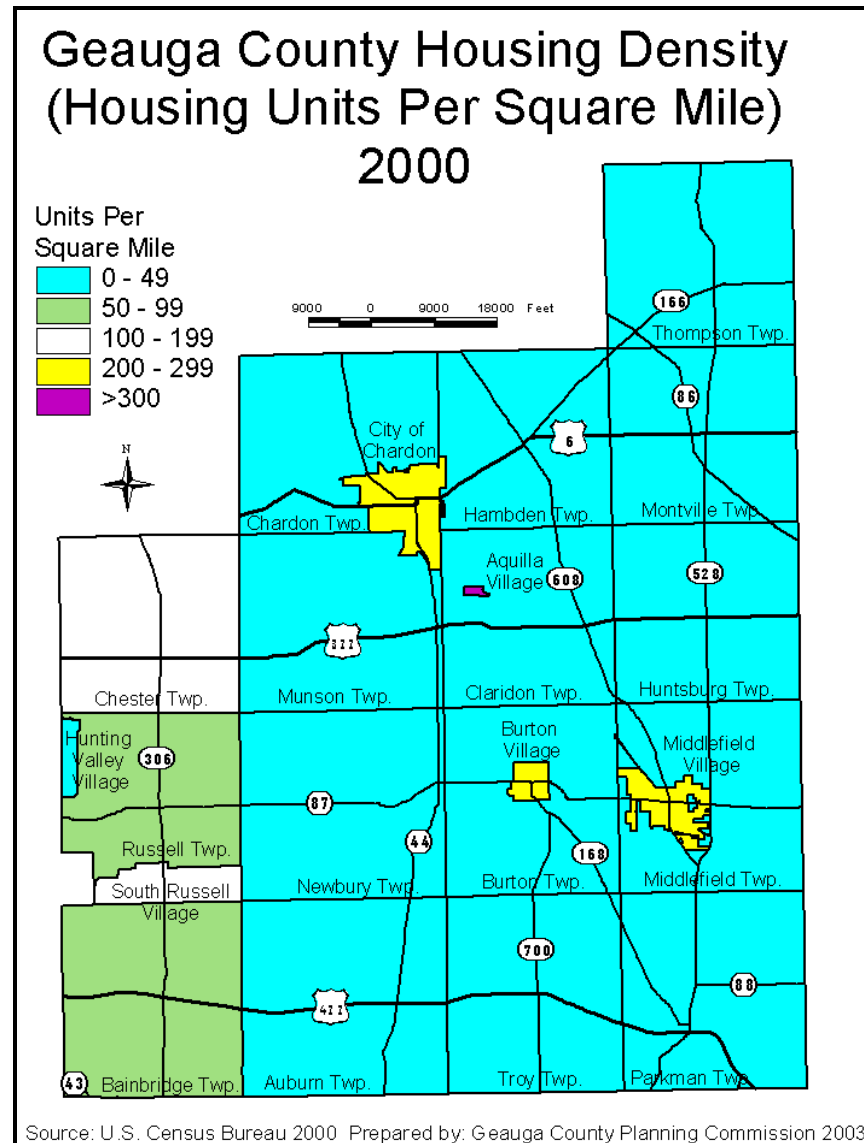 Geauga County Housing Density
(Housing Units Per Square Mile)
2000
Units Per
Square Mile
0 - 49
50 - 99
100 - 199
200 - 299
>300
9000 0 9000 18000 Feet
N
166
Thompson Twp.
86
6
City of
Chardon
Chardon Twp.
Hambden Twp.
Montville Twp.
Aquilla
Village
608
528
322
Chester Twp.
Munson Twp.
Claridon Twp.
Huntsburg Twp.
Hunting
Valley
Village
306
Burton
Village
Middlefield
Village
87
44
168
Russell Twp.
South Russell
Village
Newbury Twp.
Burton Twp.
Middlefield Twp.
700
88
422
43
Bainbridge Twp.
Auburn Twp.
Troy Twp.
Parkman Twp.
Source: U.S. Census Bureau 2000 Prepared by: Geauga County Planning Commission 2003